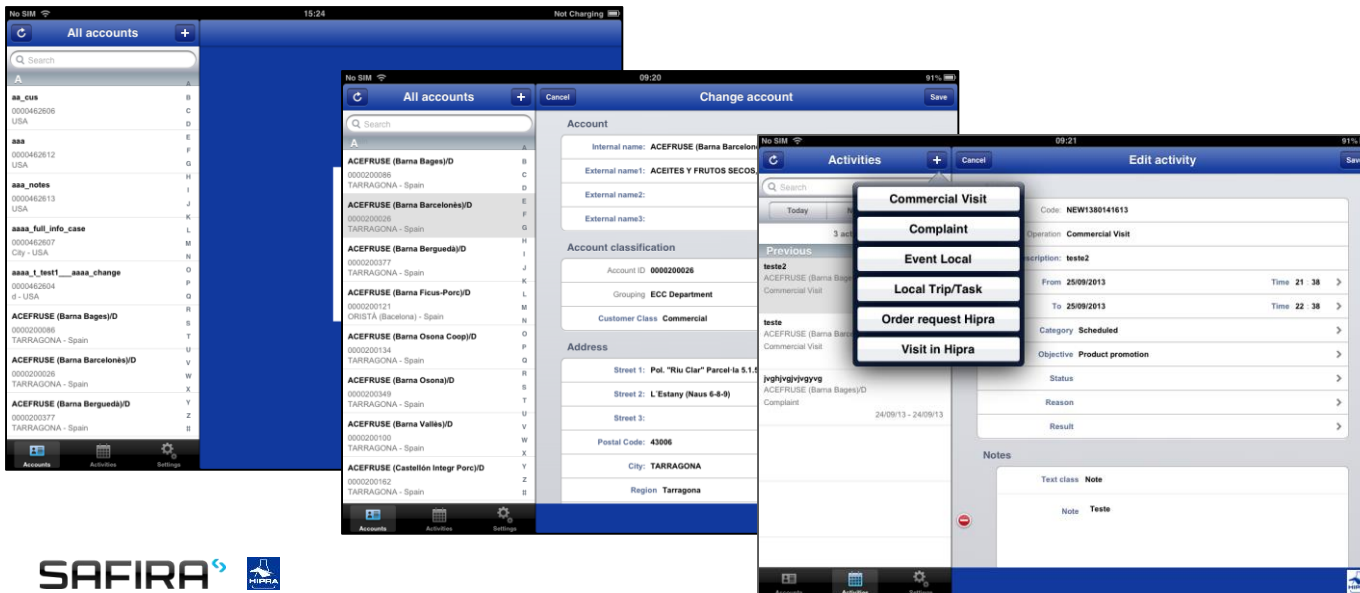 No SIM 15:24 Not Charging
All accounts +
Search
A
aa_cus
0000462606
USA
aaa
0000462612
USA
aaa_notes
0000462613
USA
aaaa_full_info_case
0000462607
City - USA
aaaa_t_test1___aaaa_change
0000462604
d - USA
ACEFRUSE (Barna Bages)/D
0000200086
TARRAGONA - Spain
ACEFRUSE (Barna Barcelonès)/D
0000200026
TARRAGONA - Spain
ACEFRUSE (Barna Berguedà)/D
0000200377
TARRAGONA - Spain
A
B
C
D
E
F
G
H
I
J
K
L
M
N
O
P
Q
R
S
T
U
V
W
X
Y
Z
#
Accounts Activities Settings
No SIM 09:20 91%
All accounts + Cancel Change account Save
Search
A
ACEFRUSE (Barna Bages)/D
0000200086
TARRAGONA - Spain
ACEFRUSE (Barna Barcelonès)/D
0000200026
TARRAGONA - Spain
ACEFRUSE (Barna Berguedà)/D
0000200377
TARRAGONA - Spain
ACEFRUSE (Barna Ficus-Porc)/D
0000200121
ORISTÀ (Bacelona) - Spain
ACEFRUSE (Barna Osona Coop)/D
0000200134
TARRAGONA - Spain
ACEFRUSE (Barna Osona)/D
0000200349
TARRAGONA - Spain
ACEFRUSE (Barna Vallès)/D
0000200100
TARRAGONA - Spain
ACEFRUSE (Castellón Integr Porc)/D
0000200162
TARRAGONA - Spain
A
B
C
D
E
F
G
H
I
J
K
L
M
N
O
P
Q
R
S
T
U
V
W
X
Y
Z
#
Accounts Activities Settings
Account
Internal name: ACEFRUSE (Barna Barcelon
External name1: ACEITES Y FRUTOS SECOS,
External name2:
External name3:
Account classification
Account ID 0000200026
Grouping ECC Department
Customer Class Commercial
Address
Street 1: Pol. "Riu Clar" Parcel·la 5.1.5
Street 2: L´Estany (Naus 6-8-9)
Street 3:
Postal Code: 43006
City: TARRAGONA
Region Tarragona
No SIM 09:21 91%
Activities + Cancel Edit activity Sav
Search
Today N
3 act
Previous
teste2
ACEFRUSE (Barna Bage
Commercial Visit
teste
ACEFRUSE (Barna Barce
Commercial Visit
jvghjvgjvjvgyvg
ACEFRUSE (Barna Bages)/D
Complaint
24/09/13 - 24/09/13
Commercial Visit
Complaint
Event Local
Local Trip/Task
Order request Hipra
Visit in Hipra
Code: NEW1380141613
Operation Commercial Visit
scription: teste2
From 25/09/2013 Time 21 : 38
To 25/09/2013 Time 22 : 38
Category Scheduled
Objective Product promotion
Status
Reason
Result
Notes
Text class Note
Note Teste
Accounts Activities Settings
SAFIRA HIPRA